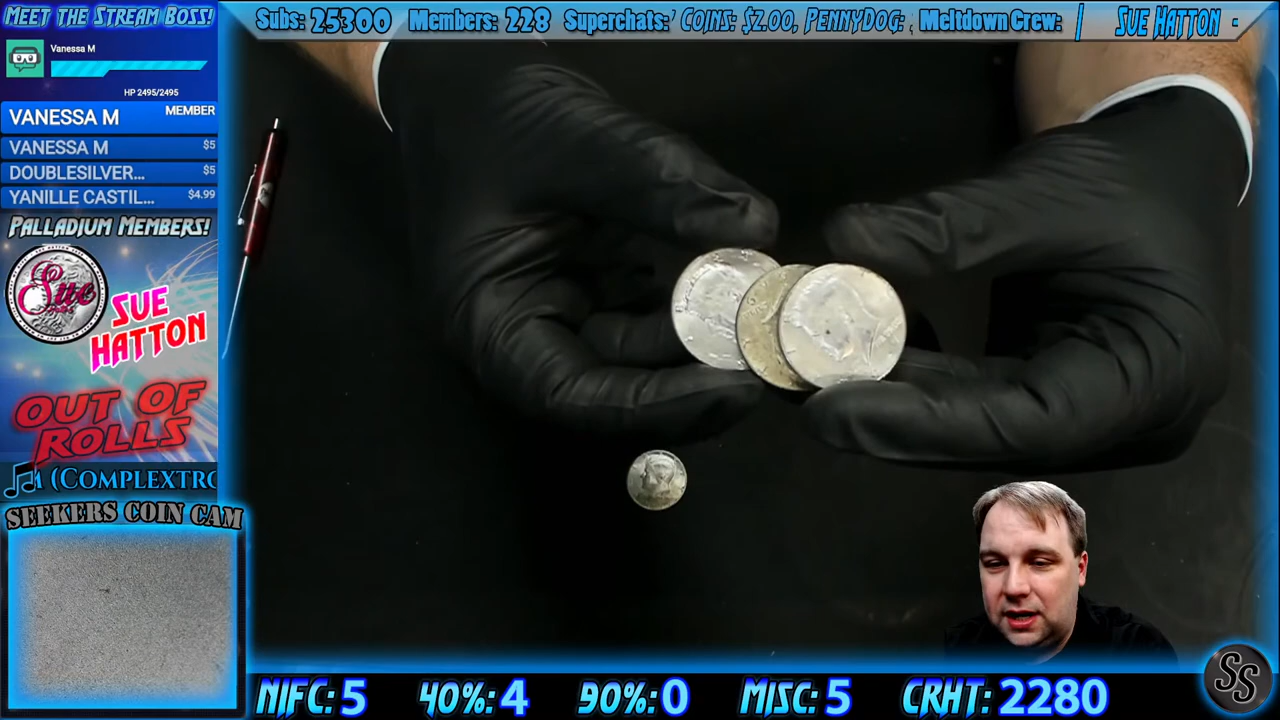 MEET THE STREAM BOSS!
Vanessa M
HP 2495/2495
VANESSA M MEMBER
VANESSA M $5
DOUBLESILVER... $5
YANILLE CASTIL... $4.99
PALLADIUM MEMBERS!
Sue
SUE
HATTON
OUT OF
ROLLS
(COMPLEXTRO
SEEKERS COIN CAM
Subs: 25300 Members: 228 Superchats: COINS: $2.00, PENNYDOG: Meltdown Crew: | SUE HATTON -
NIFC: 5 40%: 4 90%: 0 MISC: 5 CRHT: 2280
SS